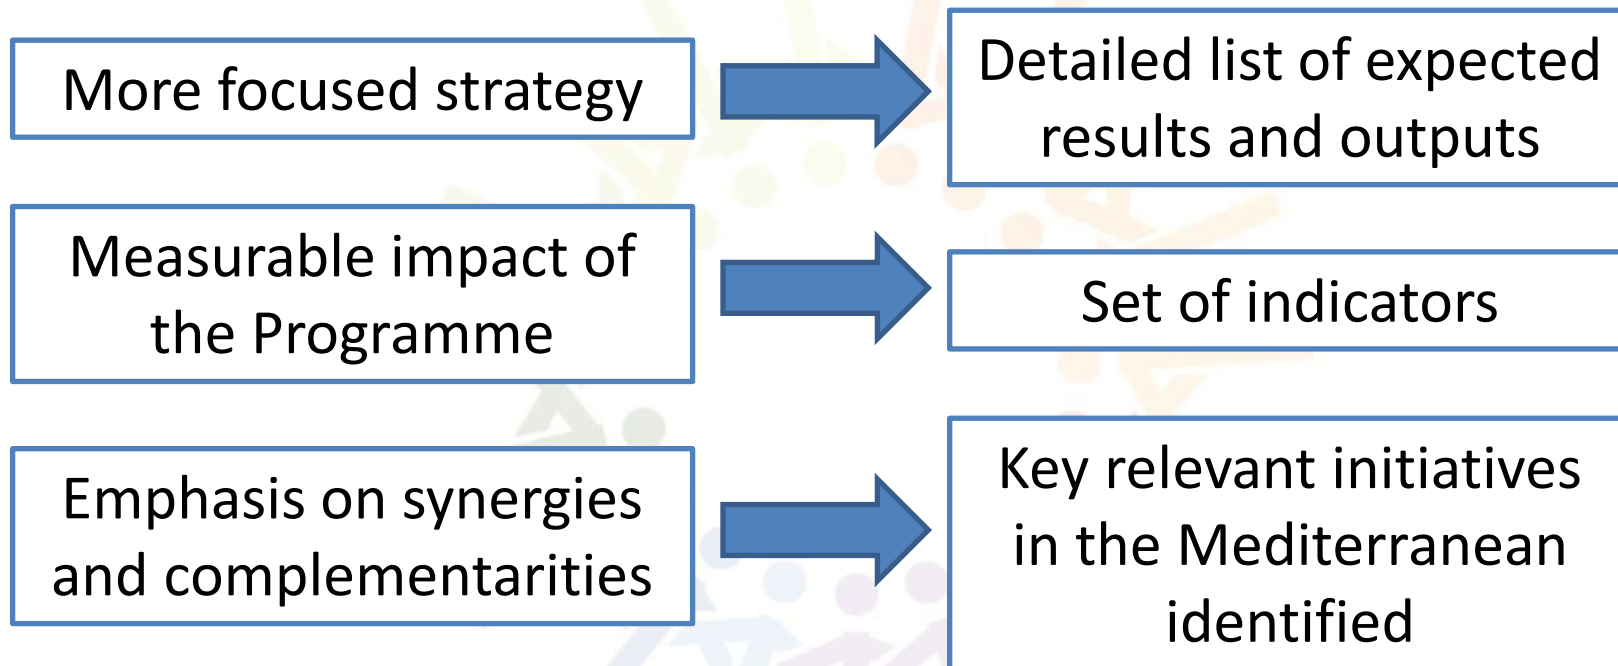 More focused strategy
Detailed list of expected
results and outputs
Measurable impact of
the Programme
Set of indicators
Emphasis on synergies
and complementarities
Key relevant initiatives
in the Mediterranean
identified